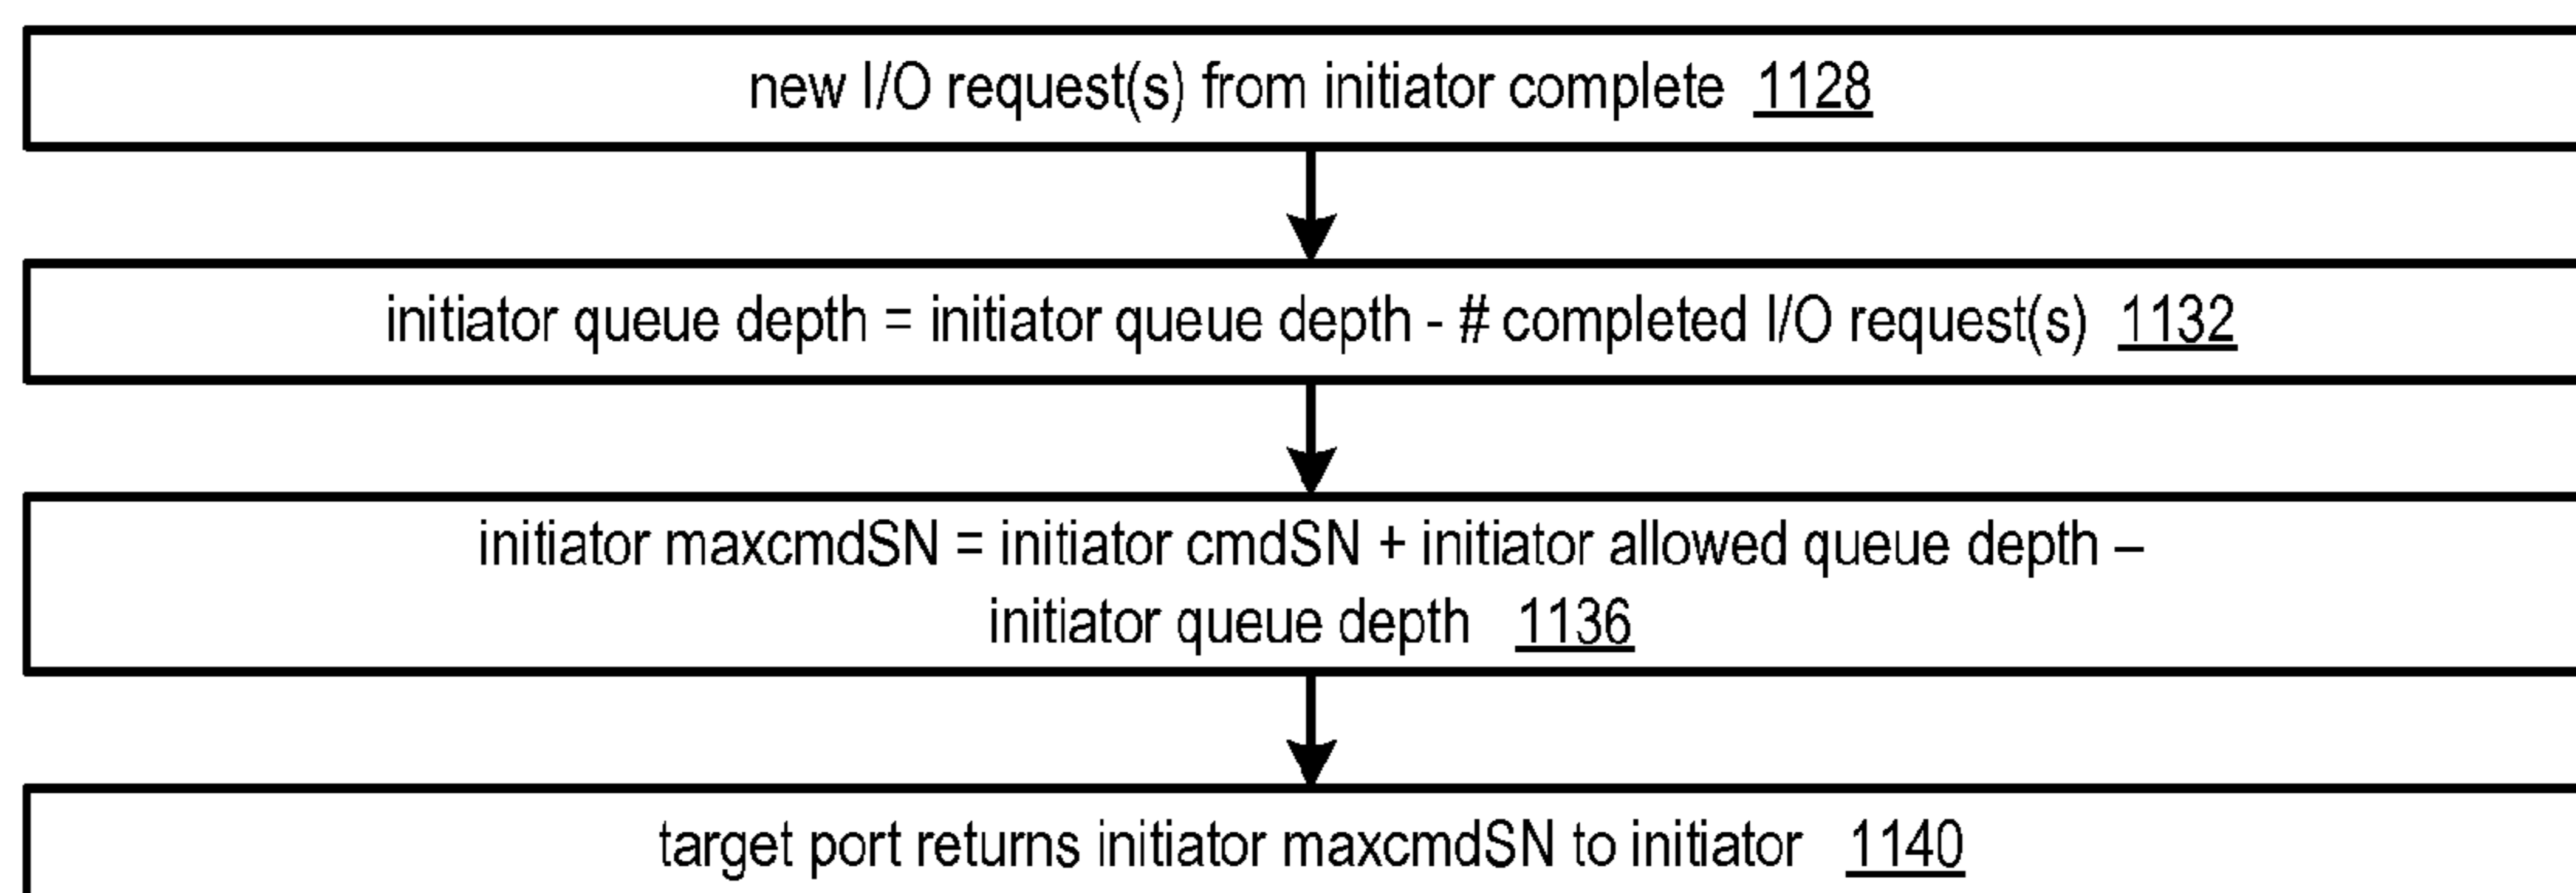 new I/O request(s) from initiator complete 1128
initiator queue depth = initiator queue depth - # completed I/O request(s) 1132
initiator maxcmdSN = initiator cmdSN + initiator allowed queue depth –
initiator queue depth 1136
target port returns initiator maxcmdSN to initiator 1140